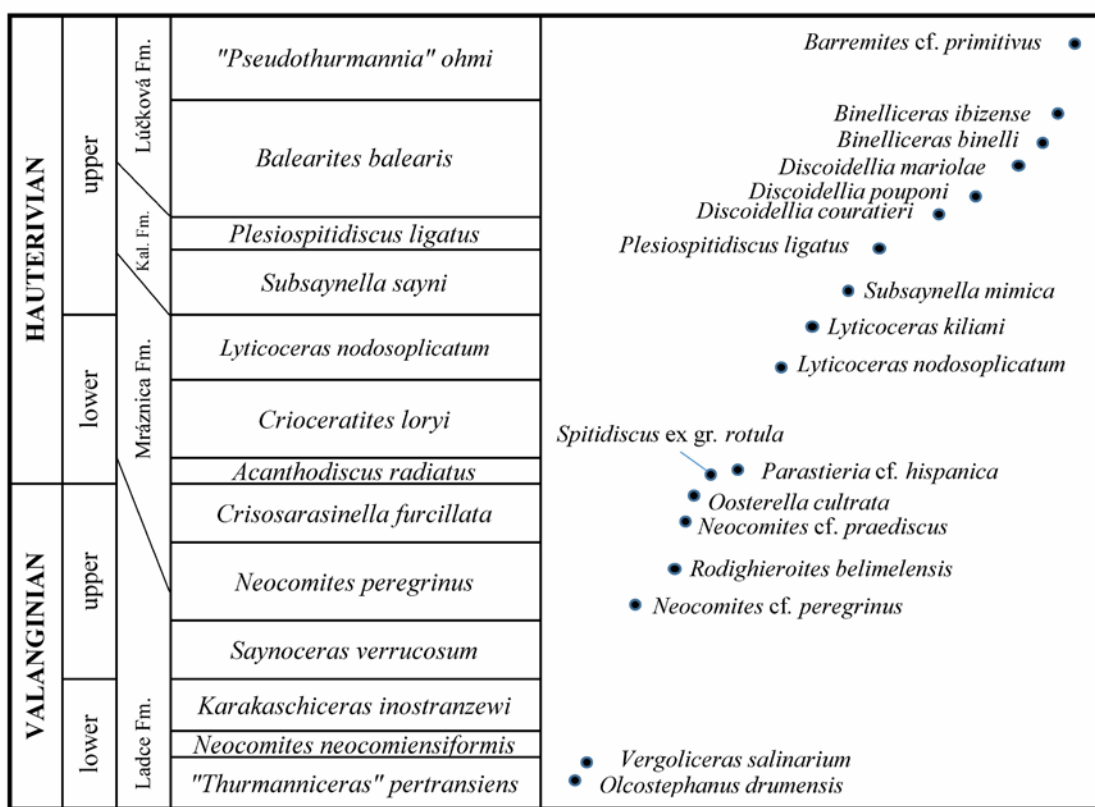 HAUTERIVIAN
VALANGINIAN
upper
lower
upper
lower
Lúčková Fm.
Kal. Fm.
Mráznica Fm.
Ladce Fm.
"Pseudothurmannia" ohmi
Balearites balearis
Plesiospitidiscus ligatus
Subsaynella sayni
Lyticoceras nodosoplicatum
Crioceratites loryi
Acanthodiscus radiatus
Crisosarasinella furcillata
Neocomites peregrinus
Saynoceras verrucosum
Karakaschiceras inostranzewi
Neocomites neocomiensiformis
"Thurmanniceras" pertransiens
Barremites cf. primitivus
Binelliceras ibizense
Binelliceras binelli
Discoidellia mariolae
Discoidellia pouponi
Discoidellia couratieri
Plesiospitidiscus ligatus
Subsaynella mimica
Lyticoceras kiliani
Lyticoceras nodosoplicatum
Spitidiscus ex gr. rotula
Parastieria cf. hispanica
Oosterella cultrata
Neocomites cf. praediscus
Rodighieroites belimelensis
Neocomites cf. peregrinus
Vergoliceras salinarium
Olcostephanus drumensis